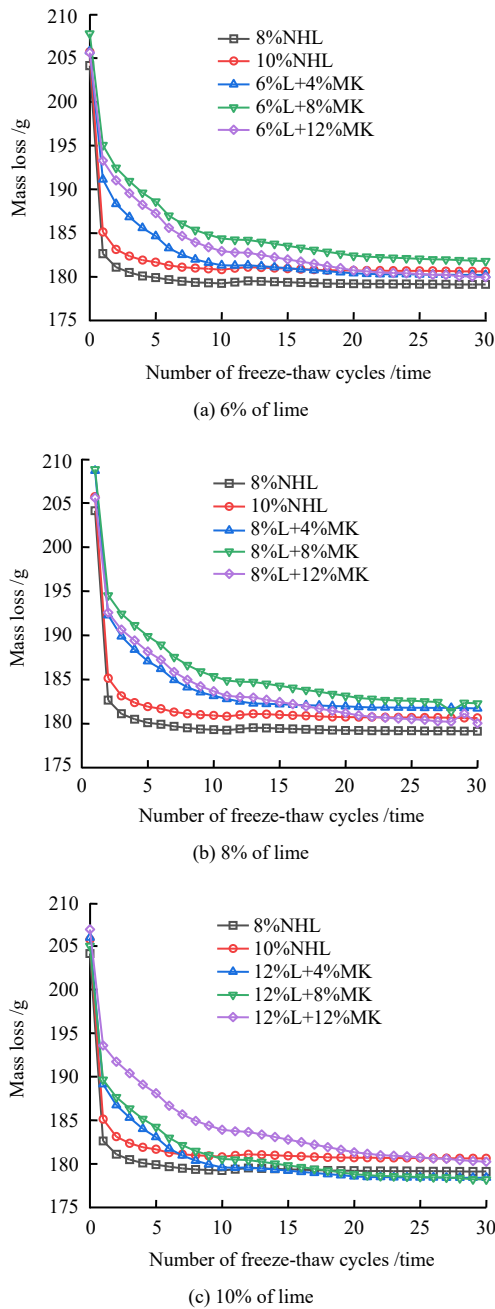 210
205
200
195
190
185
180
175
Mass loss /g
8%NHL
10%NHL
6%L+4%MK
6%L+8%MK
6%L+12%MK
0 5 10 15 20 25 30
Number of freeze-thaw cycles /time
(a) 6% of lime
210
205
200
195
190
185
180
175
Mass loss /g
8%NHL
10%NHL
8%L+4%MK
8%L+8%MK
8%L+12%MK
0 5 10 15 20 25 30
Number of freeze-thaw cycles /time
(b) 8% of lime
210
205
200
195
190
185
180
175
Mass loss /g
8%NHL
10%NHL
12%L+4%MK
12%L+8%MK
12%L+12%MK
0 5 10 15 20 25 30
Number of freeze-thaw cycles /time
(c) 10% of lime